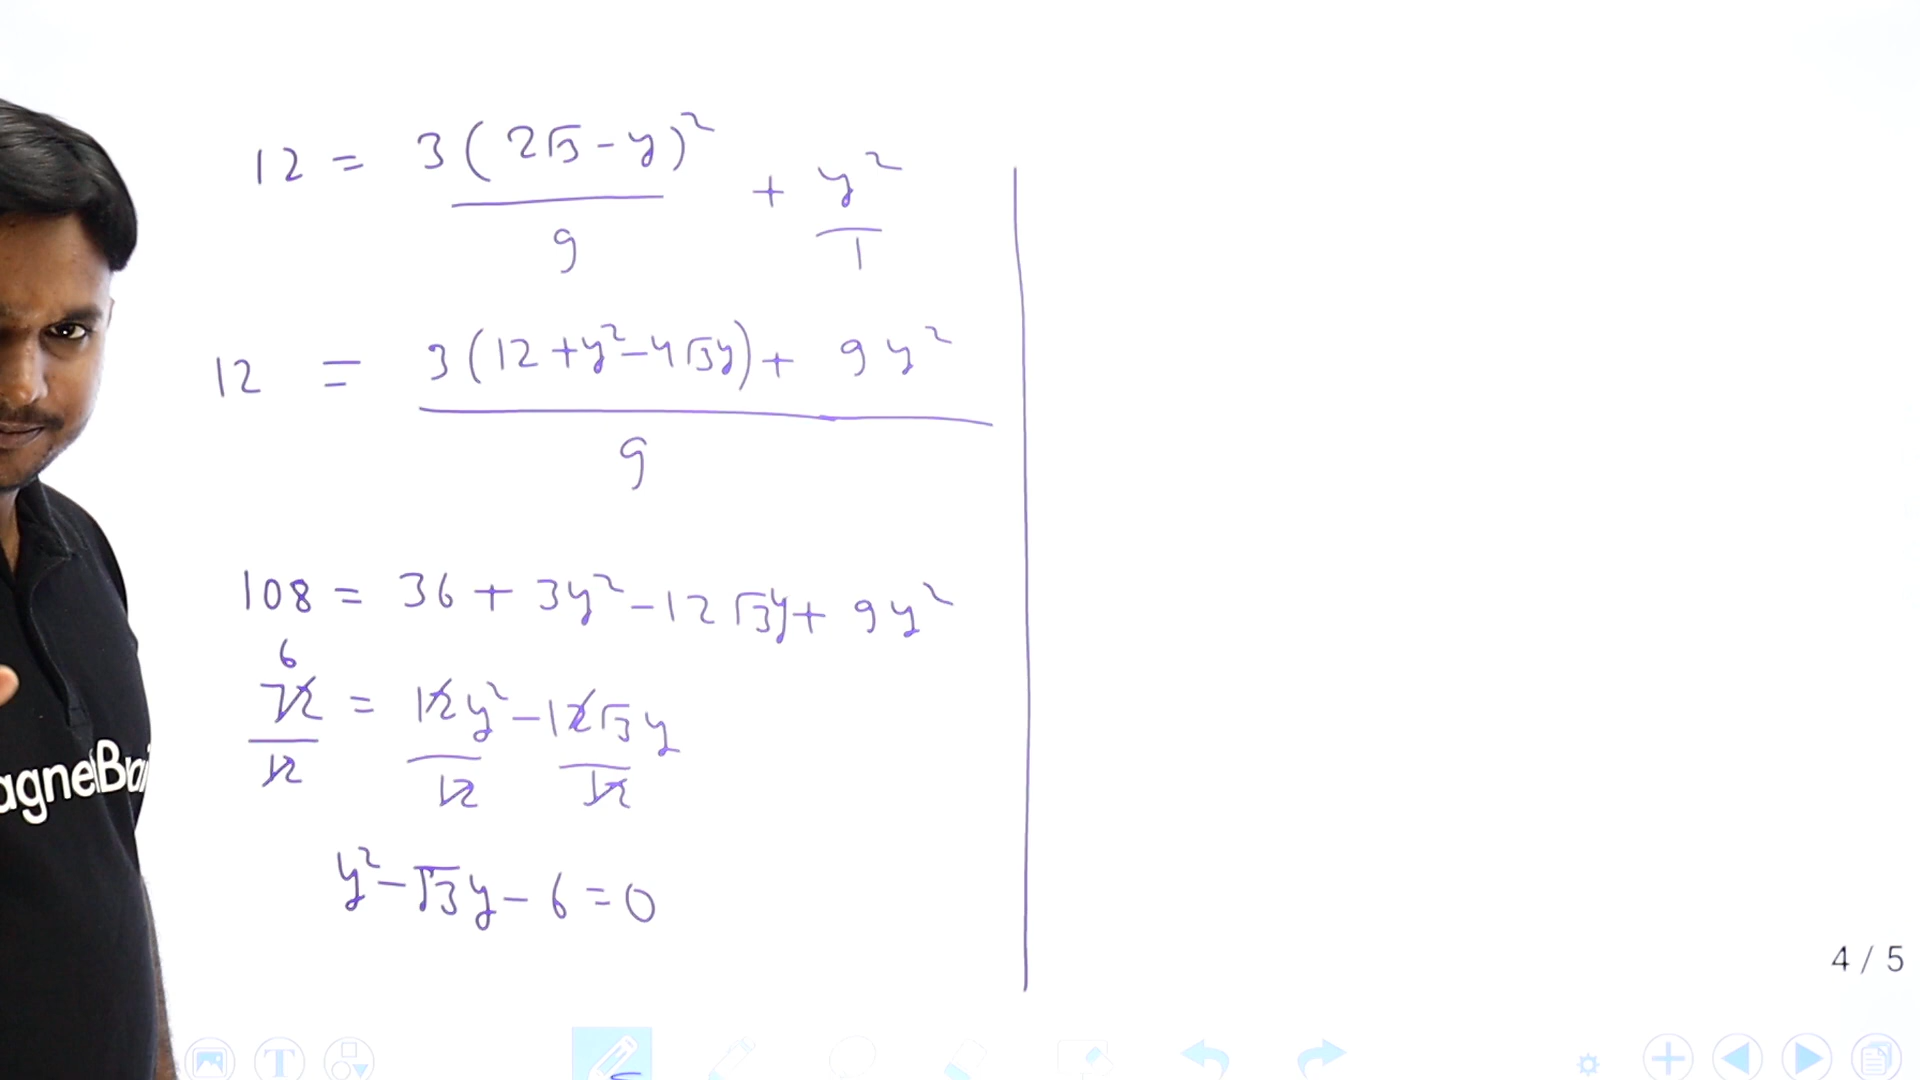 12 = 3(2√3 - y)² / 9 + y² / 1
12 = 3(12 + y² - 4√3y) + 9y² / 9
108 = 36 + 3y² - 12√3y + 9y²
6
72/12 = 12y²/12 - 12√3y/12
y² - √3y - 6 = 0
agnetBrai
4 / 5
T